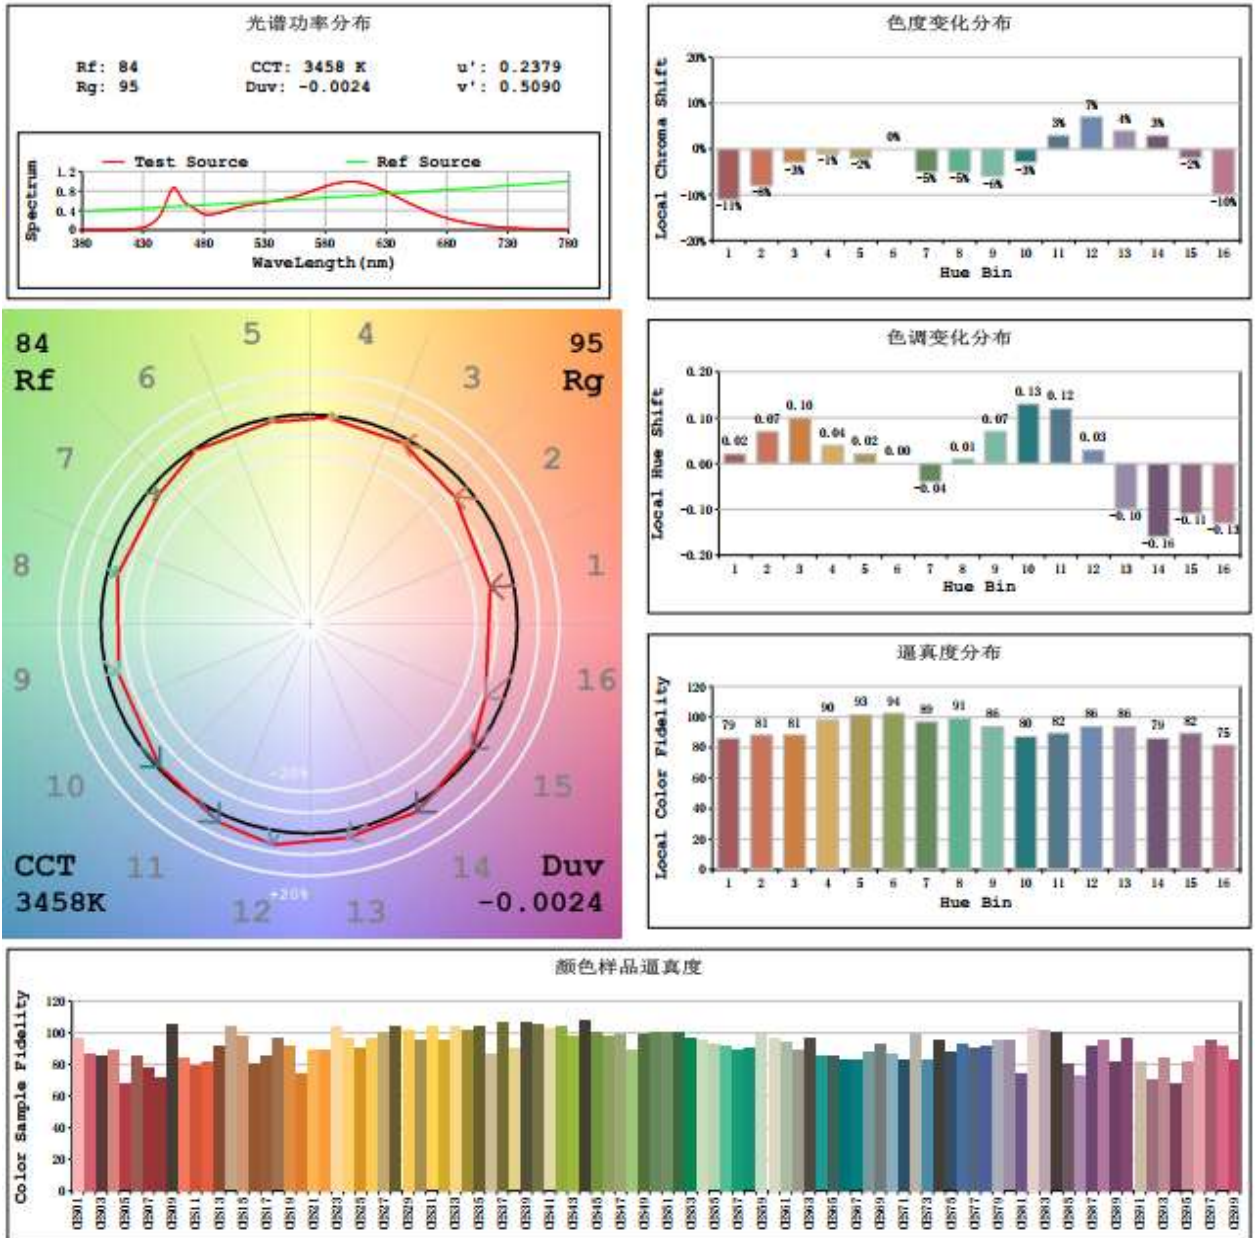 光谱功率分布
Rf: 84 CCT: 3458 K u': 0.2379
Rg: 95 Duv: -0.0024 v': 0.5090
Test Source Ref Source
Spectrum
1.2
0.8
0.4
0
380 430 480 530 580 630 680 730 780
WaveLength(nm)
色度变化分布
Local Chroma Shift
20%
10%
0%
-10%
-20%
-11% -8% -3% -1% -2% 0% -5% -5% -6% -3% 3% 7% 4% 3% -2% -10%
1 2 3 4 5 6 7 8 9 10 11 12 13 14 15 16
Hue Bin
84
Rf
95
Rg
5 4
6 3
7 2
8 1
9 16
10 15
11 14
12 13
-20%
+20%
CCT
3458K
Duv
-0.0024
色调变化分布
Local Hue Shift
0.20
0.10
0.00
-0.10
-0.20
0.02 0.07 0.10 0.04 0.02 0.00 -0.04 0.01 0.07 0.13 0.12 0.03 -0.10 -0.16 -0.11 -0.13
1 2 3 4 5 6 7 8 9 10 11 12 13 14 15 16
Hue Bin
逼真度分布
Local Color Fidelity
120
100
80
60
40
20
0
79 81 81 90 93 94 89 91 86 80 82 86 86 79 82 75
1 2 3 4 5 6 7 8 9 10 11 12 13 14 15 16
Hue Bin
颜色样品逼真度
Color Sample Fidelity
120
100
80
60
40
20
0